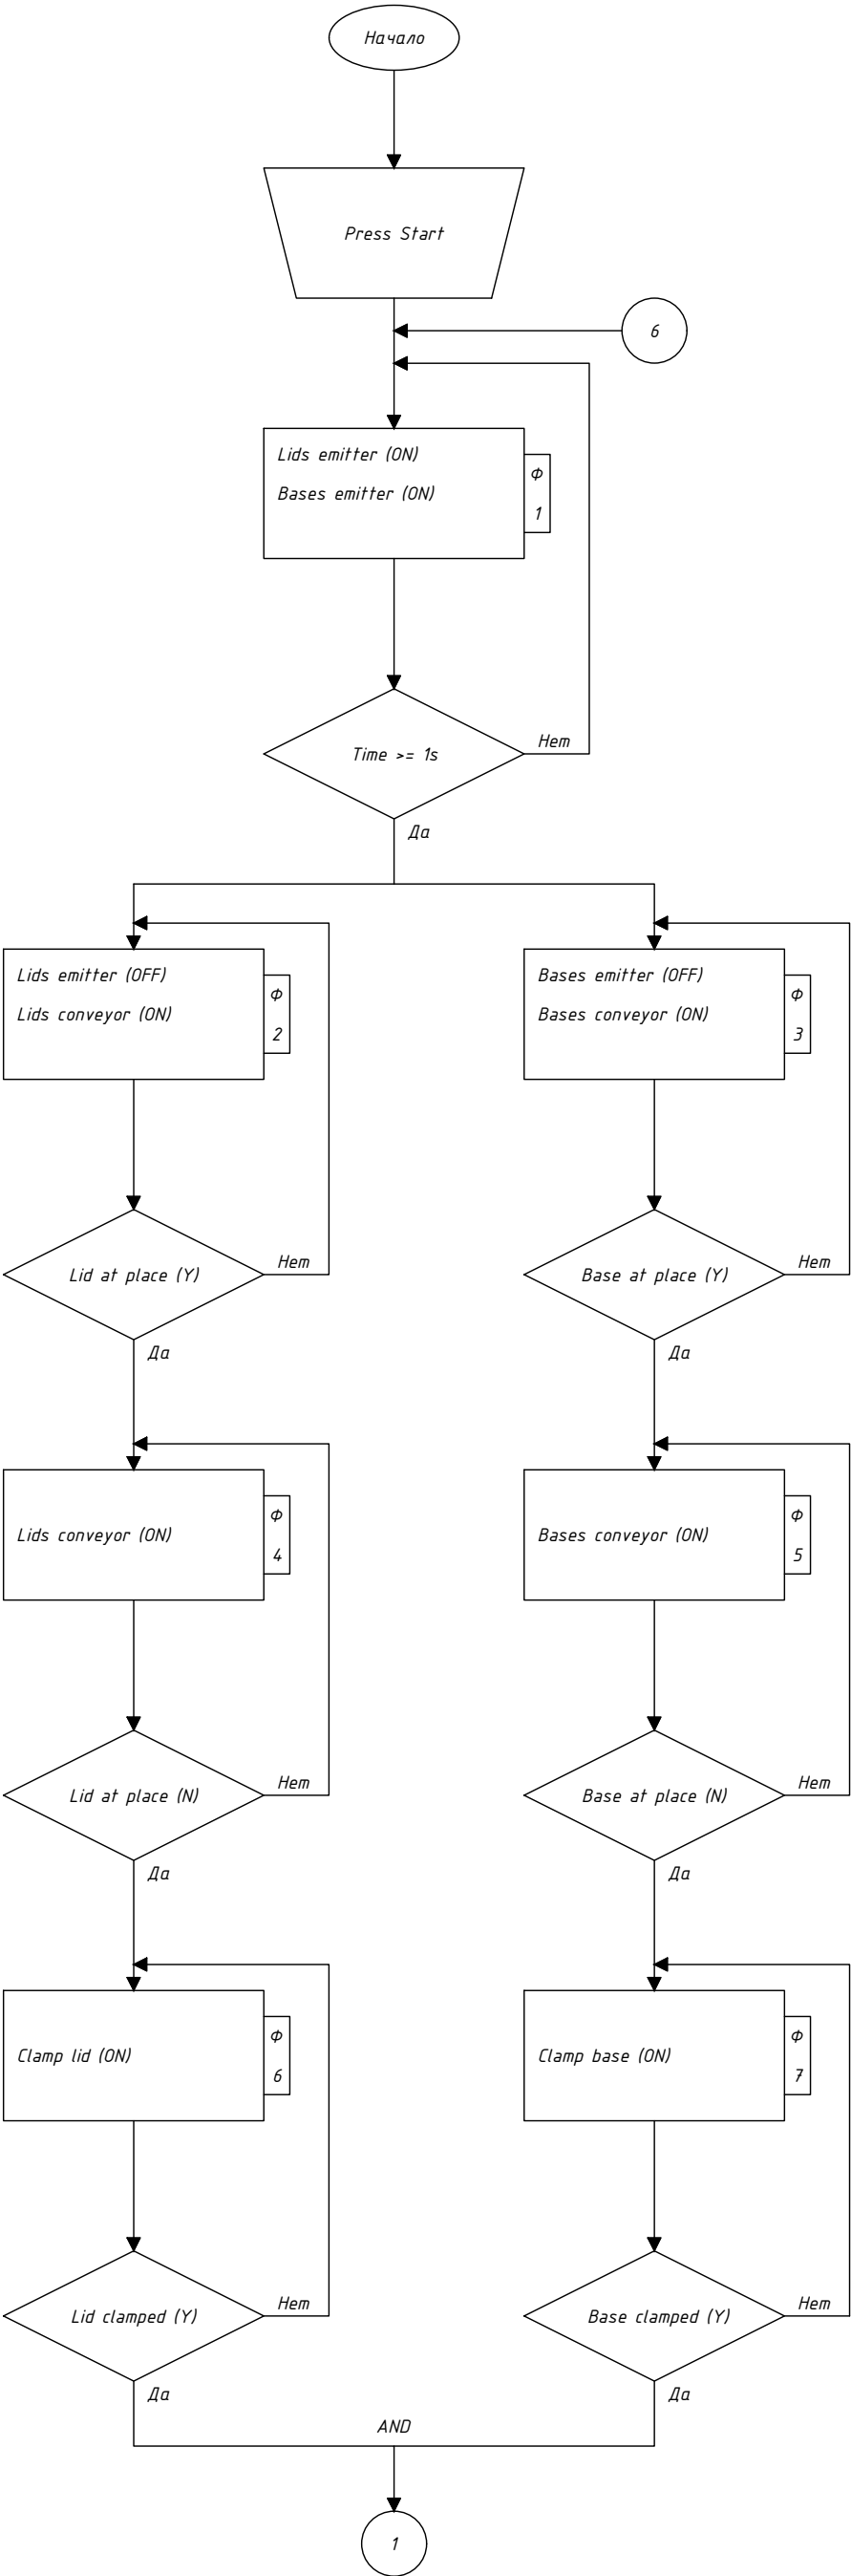 Начало
Press Start
6
Lids emitter (ON)
Bases emitter (ON)
Ф
1
Time >= 1s
Нет
Да
Lids emitter (OFF)
Lids conveyor (ON)
Ф
2
Bases emitter (OFF)
Bases conveyor (ON)
Ф
3
Lid at place (Y)
Нет
Да
Base at place (Y)
Нет
Да
Lids conveyor (ON)
Ф
4
Bases conveyor (ON)
Ф
5
Lid at place (N)
Нет
Да
Base at place (N)
Нет
Да
Clamp lid (ON)
Ф
6
Clamp base (ON)
Ф
7
Lid clamped (Y)
Нет
Да
Base clamped (Y)
Нет
Да
AND
1